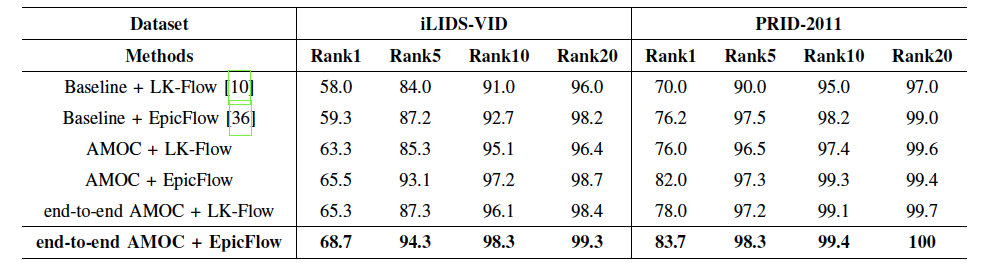 Dataset iLIDS-VID PRID-2011
Methods Rank1 Rank5 Rank10 Rank20 Rank1 Rank5 Rank10 Rank20
Baseline + LK-Flow [10] 58.0 84.0 91.0 96.0 70.0 90.0 95.0 97.0
Baseline + EpicFlow [36] 59.3 87.2 92.7 98.2 76.2 97.5 98.2 99.0
AMOC + LK-Flow 63.3 85.3 95.1 96.4 76.0 96.5 97.4 99.6
AMOC + EpicFlow 65.5 93.1 97.2 98.7 82.0 97.3 99.3 99.4
end-to-end AMOC + LK-Flow 65.3 87.3 96.1 98.4 78.0 97.2 99.1 99.7
end-to-end AMOC + EpicFlow 68.7 94.3 98.3 99.3 83.7 98.3 99.4 100